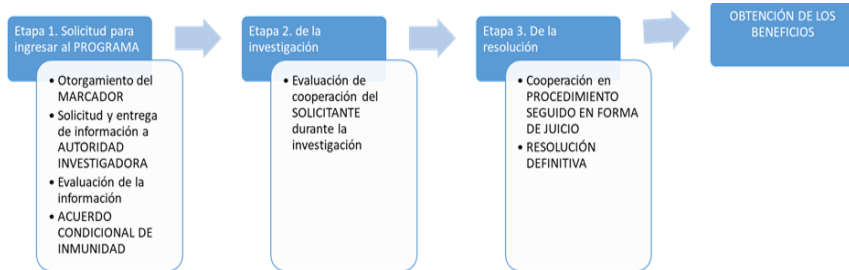 Etapa 1. Solicitud para
ingresar al PROGRAMA
• Otorgamiento del
MARCADOR
• Solicitud y entrega
de información a
AUTORIDAD
INVESTIGADORA
• Evaluación de la
información
• ACUERDO
CONDICIONAL DE
INMUNIDAD
Etapa 2. de la
investigación
• Evaluación de
cooperación del
SOLICITANTE
durante la
investigación
Etapa 3. De la
resolución
• Cooperación en
PROCEDIMIENTO
SEGUIDO EN FORMA
DE JUICIO
• RESOLUCIÓN
DEFINITIVA
OBTENCIÓN DE LOS
BENEFICIOS